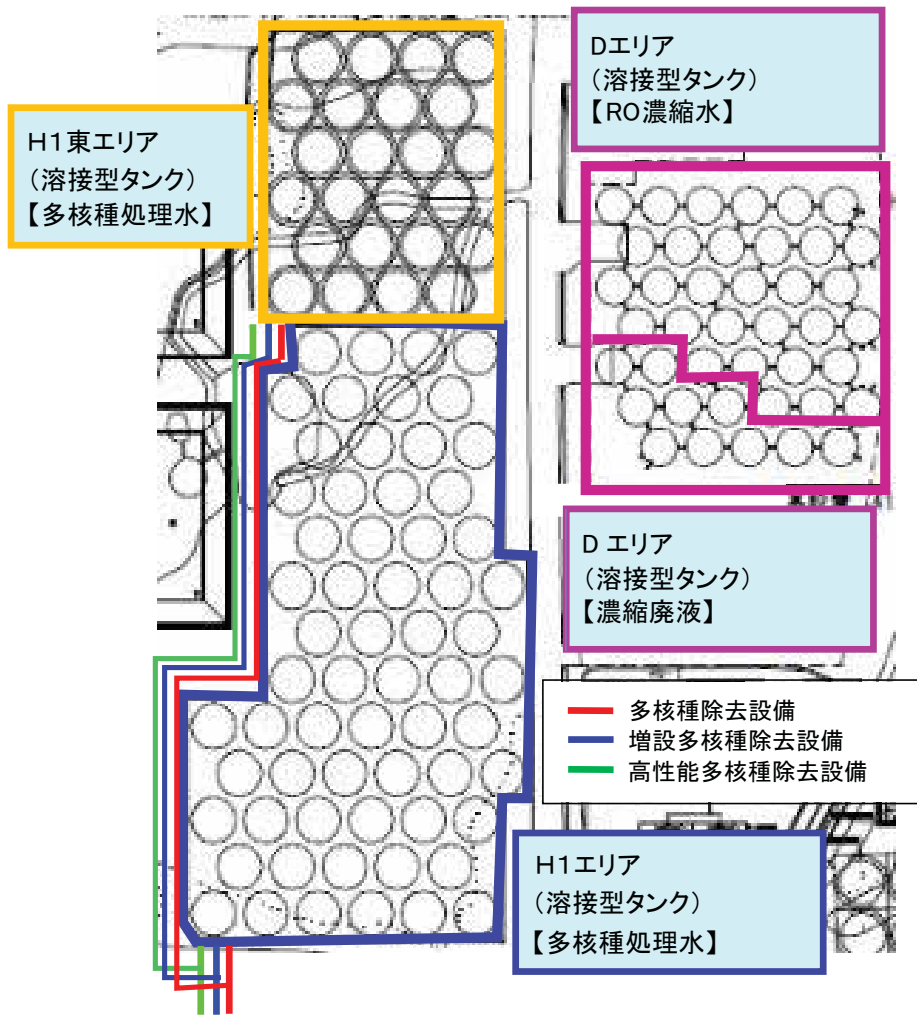 Dエリア
(溶接型タンク)
【RO濃縮水】
H1東エリア
(溶接型タンク)
【多核種処理水】
D エリア
(溶接型タンク)
【濃縮廃液】
多核種除去設備
増設多核種除去設備
高性能多核種除去設備
H1エリア
(溶接型タンク)
【多核種処理水】